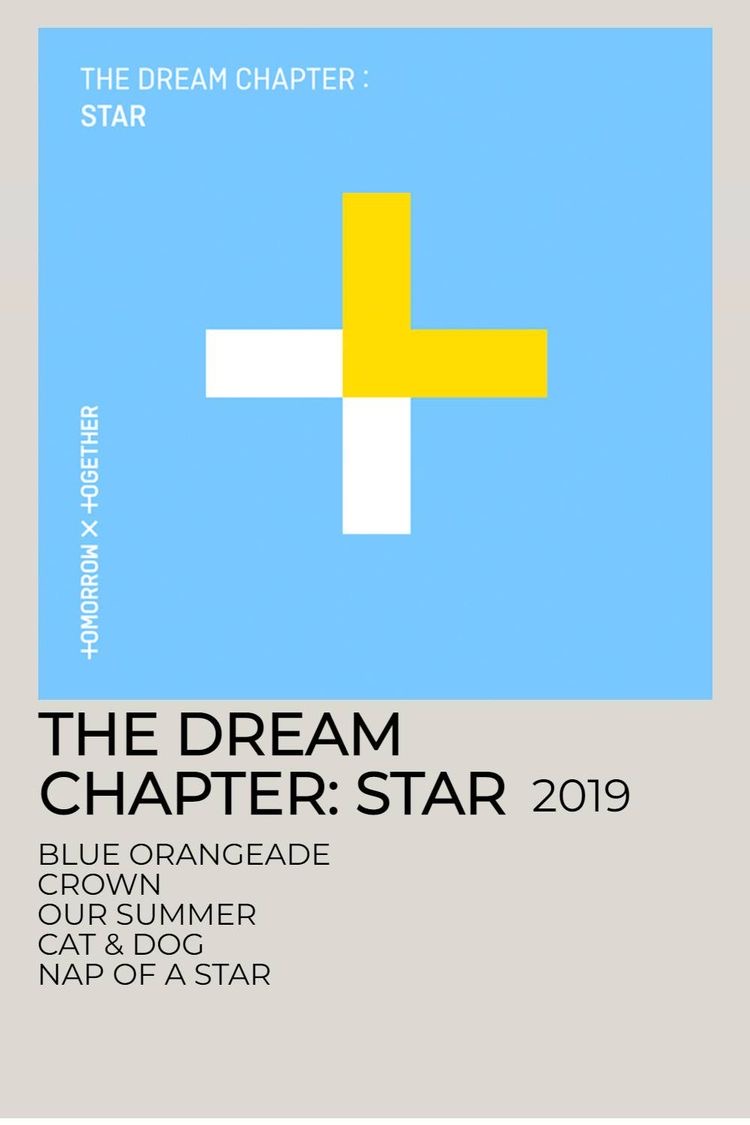 THE DREAM CHAPTER :
STAR
TOMORROW X TOGETHER
THE DREAM
CHAPTER: STAR 2019
BLUE ORANGEADE
CROWN
OUR SUMMER
CAT & DOG
NAP OF A STAR